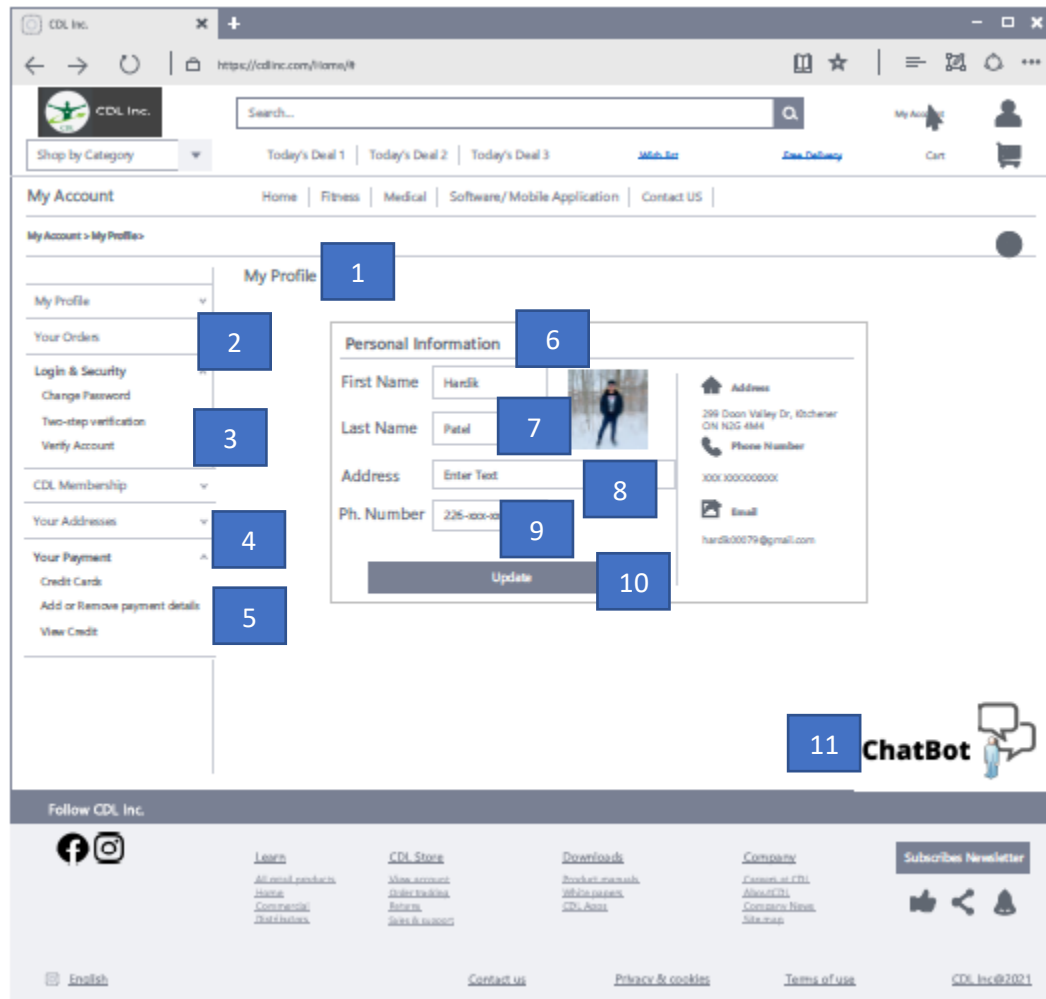 CDL Inc.
https://cdlinc.com/Home/#
CDL Inc.
Search...
My Account
Shop by Category
Today's Deal 1
Today's Deal 2
Today's Deal 3
Wish list
Free Delivery
Cart
My Account
Home
Fitness
Medical
Software/Mobile Application
Contact US
My Account > My Profile>
My Profile
1
My Profile
2
Your Orders
Login & Security
Change Password
Two-step verification
3
Verify Account
CDL Membership
Your Addresses
4
Your Payment
Credit Cards
Add or Remove payment details
5
View Credit
Personal Information
6
First Name
Hardik
Last Name
Patel
7
Address
Enter Text
8
Ph. Number
226-xxx-
9
Update
10
Address
299 Doon Valley Dr, Kitchener
ON N2G 4M4
Phone Number
Email
hardik00079@gmail.com
11
ChatBot
Follow CDL Inc.
Learn
All retail products
Home
Commercial
Distributors
CDL Store
View account
Order tracking
Returns
Sales & support
Downloads
Product manuals
White papers
CDL Apps
Company
Careers at CDL
About CDL
Company News
Site map
Subscribes Newsletter
English
Contact us
Privacy & cookies
Terms of use
CDL Inc@2021